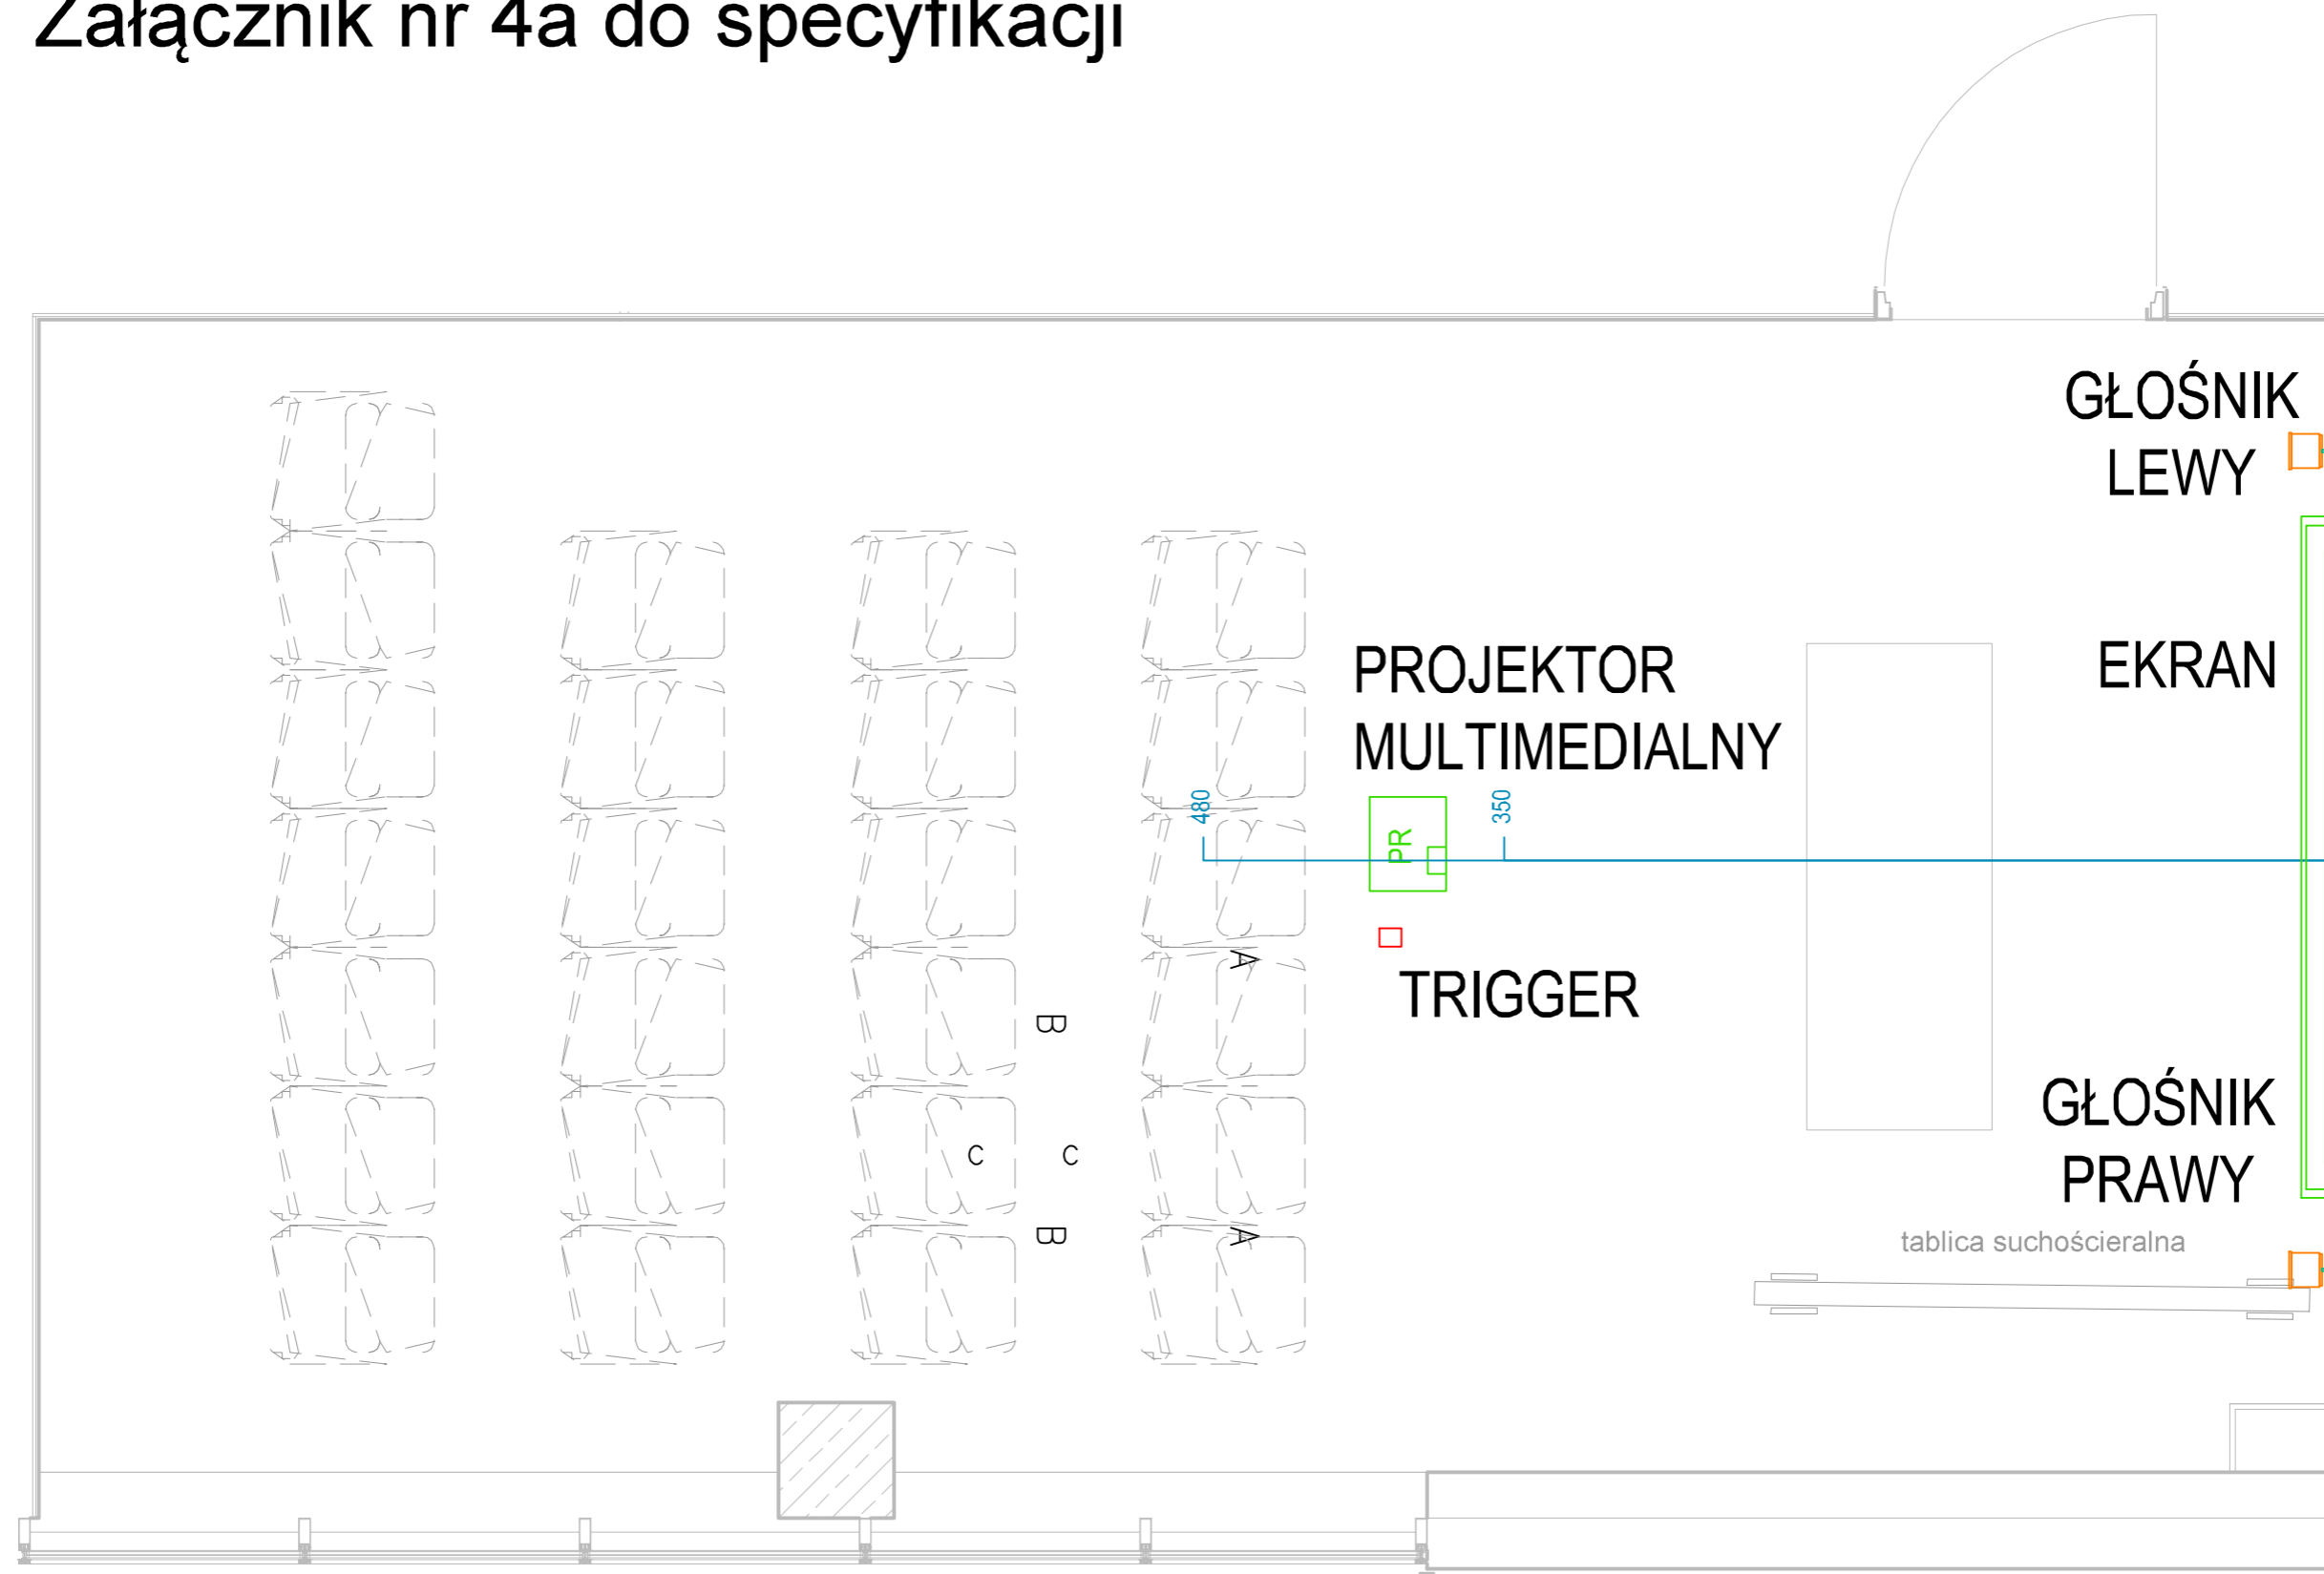 Załącznik nr 4a do specyfikacji
GŁOŚNIK
LEWY
PROJEKTOR
MULTIMEDIALNY
EKRAN
480
350
PR
TRIGGER
A
B
C C
B
A
GŁOŚNIK
PRAWY
tablica suchościeralna